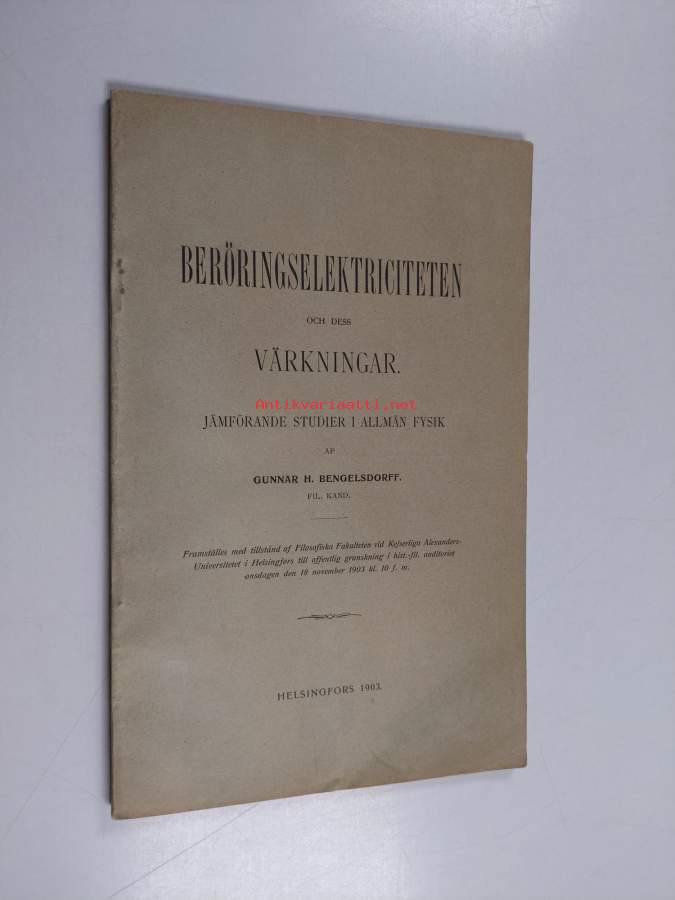 BERÖRINGSELEKTRICITETEN
OCH DESS
VÄRKNINGAR.
Antikvariaatti.net
JÄMFÖRANDE STUDIER I ALLMÄN FYSIK
AF
GUNNAR H. BENGELSDORFF.
FIL. KAND.
Framställes med tillstånd af Filosofiska Fakulteten vid Kejserliga Alexanders-
Universitetet i Helsingfors till offentlig granskning i hist.-fil. auditoriet
onsdagen den 18 november 1903 kl. 10 f. m.
HELSINGFORS 1903.